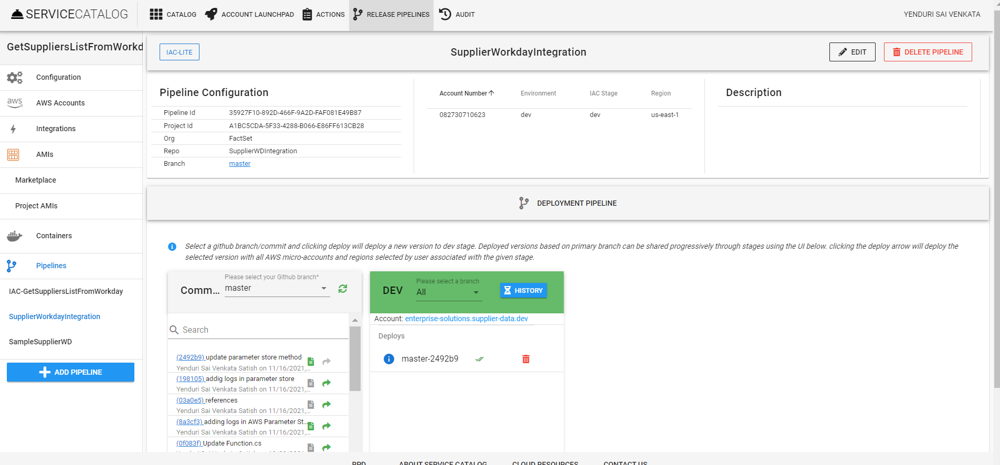 SERVICECATALOG
CATALOG
ACCOUNT LAUNCHPAD
ACTIONS
RELEASE PIPELINES
AUDIT
YENDURI SAI VENKATA
GetSuppliersListFromWorkd
Configuration
aws
AWS Accounts
Integrations
AMIs
Marketplace
Project AMIs
Containers
Pipelines
IAC-GetSuppliersListFromWorkday
SupplierWorkdayIntegration
SampleSupplierWD
ADD PIPELINE
IAC-LITE
SupplierWorkdayIntegration
EDIT
DELETE PIPELINE
Pipeline Configuration
Pipeline Id 35927F10-892D-466F-9A2D-FAF081E49B87
Project Id A1BC5CDA-5F33-4288-B066-E86FF613CB28
Org FactSet
Repo SupplierWDIntegration
Branch master
Account Number Environment IAC Stage Region
082730710623 dev dev us-east-1
Description
DEPLOYMENT PIPELINE
Select a github branch/commit and clicking deploy will deploy a new version to dev stage. Deployed versions based on primary branch can be shared progressively through stages using the UI below. clicking the deploy arrow will deploy the
selected version with all AWS micro-accounts and regions selected by user associated with the given stage.
Comm...
Please select your Github branch*
master
Search
(2492b9) update parameter store method
Yenduri Sai Venkata Satish on 11/16/2021,...
(198105) addig logs in parameter store
Yenduri Sai Venkata Satish on 11/16/2021,...
(03a0e5) references
Yenduri Sai Venkata Satish on 11/16/2021,...
(8a3cf3) adding logs in AWS Parameter St...
Yenduri Sai Venkata Satish on 11/16/2021,...
(0f083f) Update Function.cs
DEV
Please select a branch
All
HISTORY
Account: enterprise-solutions.supplier-data.dev
Deploys
master-2492b9
ABOUT SERVICE CATALOG
CLOUD RESOURCES
CONTACT US